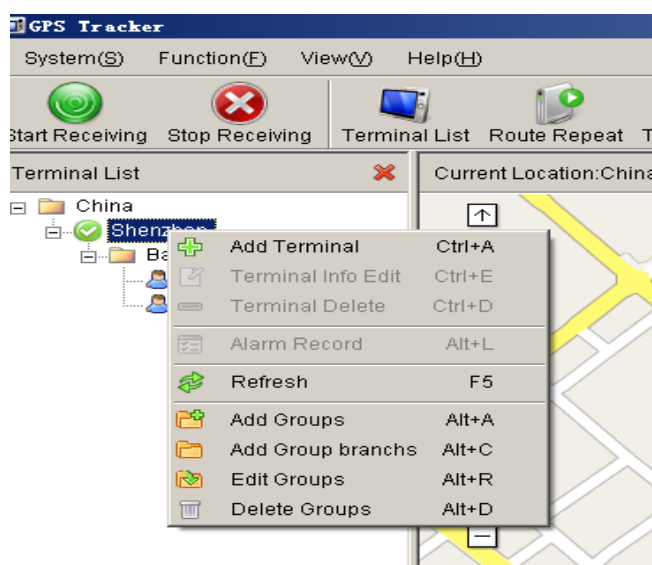 GPS Tracker
System(S) Function(F) View(V) Help(H)
Start Receiving Stop Receiving Terminal List Route Repeat T
Terminal List Current Location:China
China
Shenzhen
Ba
Add Terminal Ctrl+A
Terminal Info Edit Ctrl+E
Terminal Delete Ctrl+D
Alarm Record Alt+L
Refresh F5
Add Groups Alt+A
Add Group branchs Alt+C
Edit Groups Alt+R
Delete Groups Alt+D